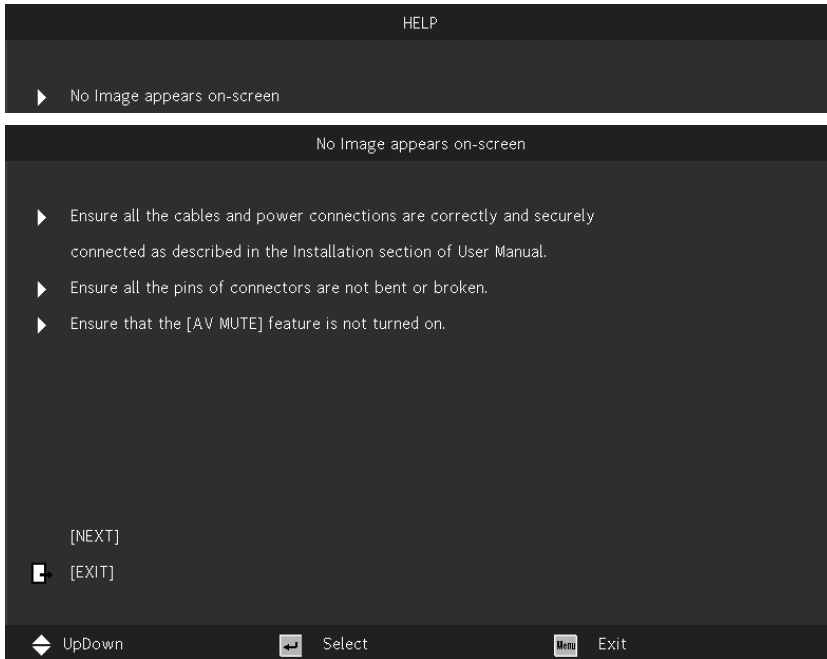 HELP
No Image appears on-screen
No Image appears on-screen
Ensure all the cables and power connections are correctly and securely
connected as described in the Installation section of User Manual.
Ensure all the pins of connectors are not bent or broken.
Ensure that the [AV MUTE] feature is not turned on.
[NEXT]
[EXIT]
UpDown Select Menu Exit